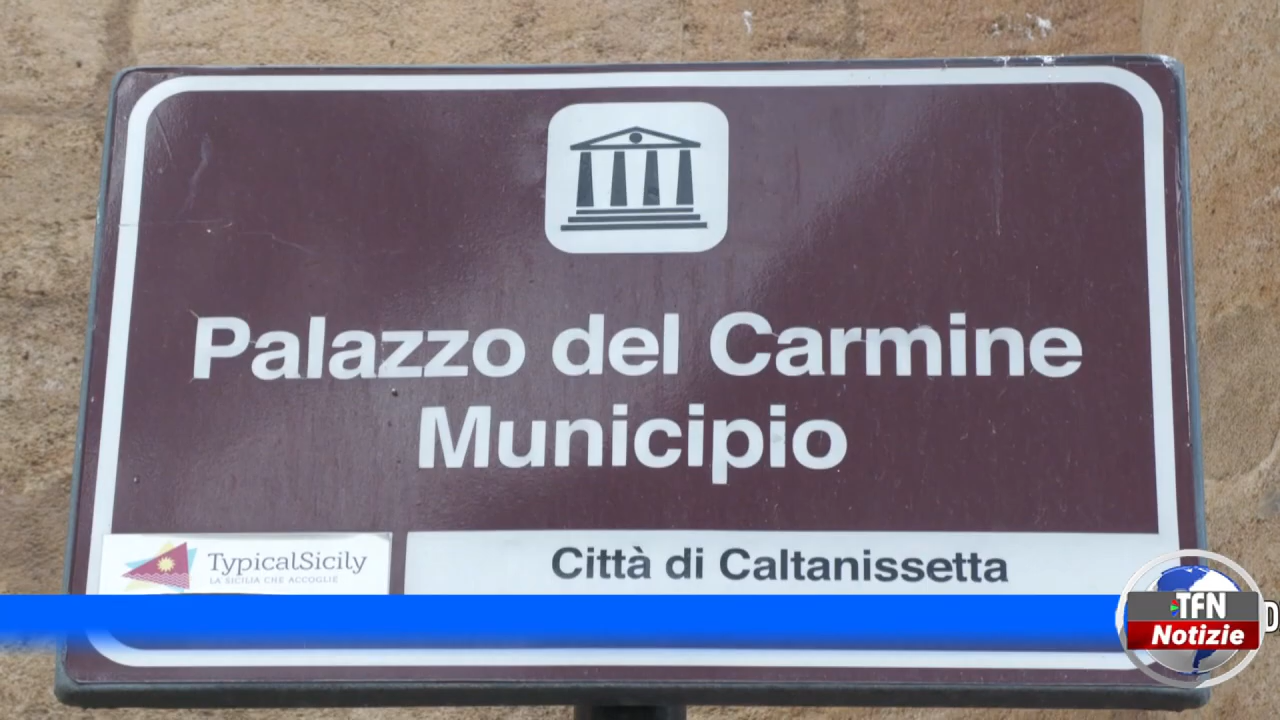 Palazzo del Carmine
Municipio
TypicalSicily
LA SICILIA CHE ACCOGLIE
Città di Caltanissetta
TFN
Notizie